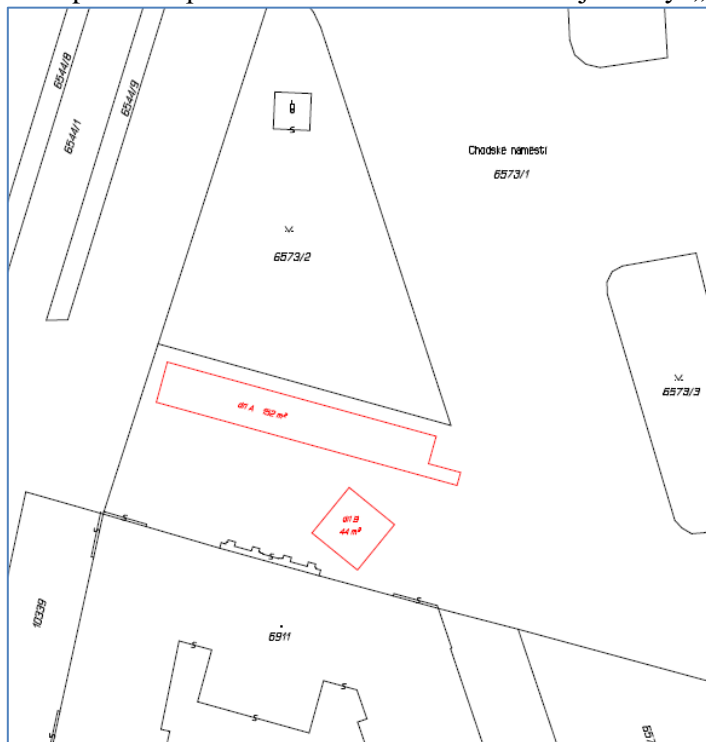 6544/8
6544/1
6544/9
Chodské náměstí
6573/1
6573/2
6573/3
díl A 152 m²
díl B
44 m²
10339
6911
S
S
S
S
S
S
S
S
S